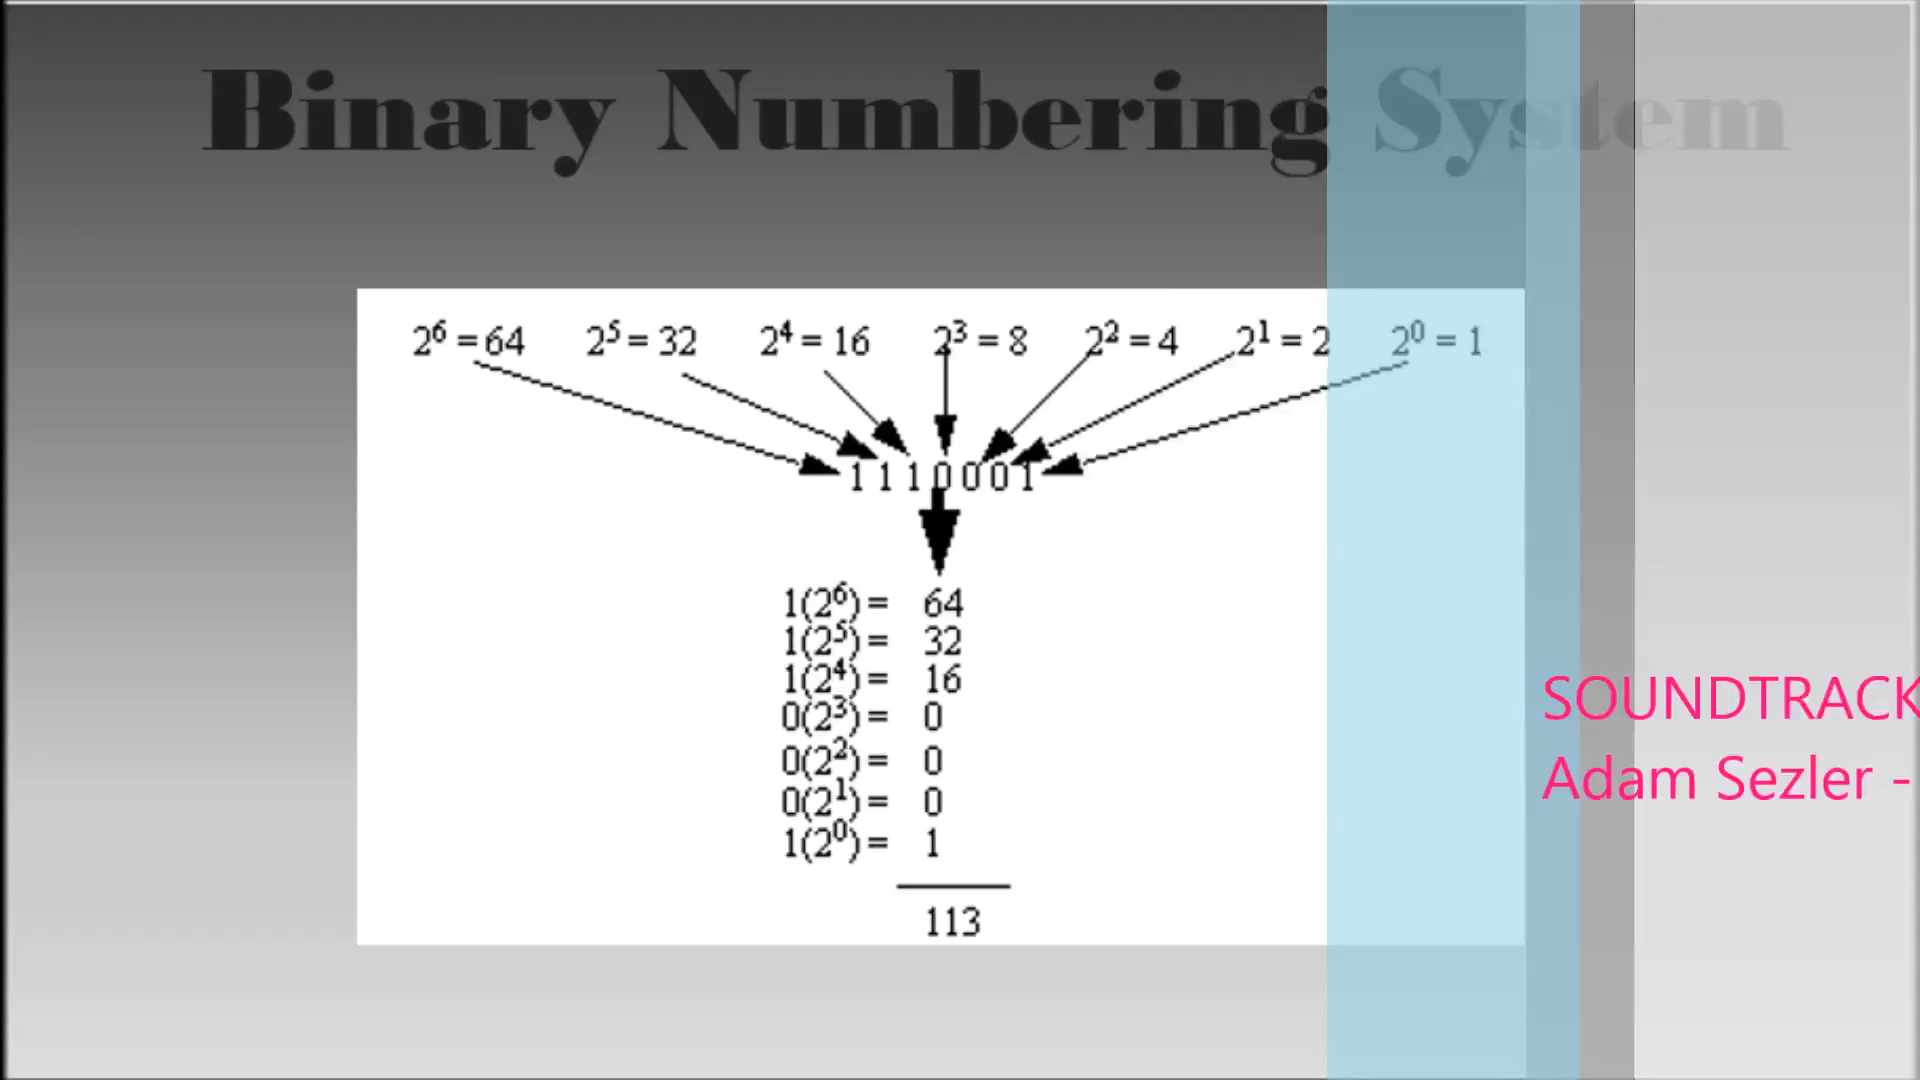 Binary Numbering System
2⁶ = 64 2⁵ = 32 2⁴ = 16 2³ = 8 2² = 4 2¹ = 2 2⁰ = 1
1 1 1 0 0 0 1
1(2⁶) = 64
1(2⁵) = 32
1(2⁴) = 16
0(2³) = 0
0(2²) = 0
0(2¹) = 0
1(2⁰) = 1
113
SOUNDTRACK
Adam Sezler -